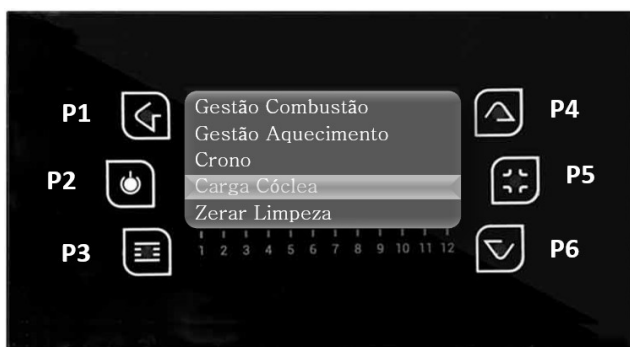 P1
P2
P3
Gestão Combustão
Gestão Aquecimento
Crono
Carga Cóclea
Zerar Limpeza
1 2 3 4 5 6 7 8 9 10 11 12
P4
P5
P6